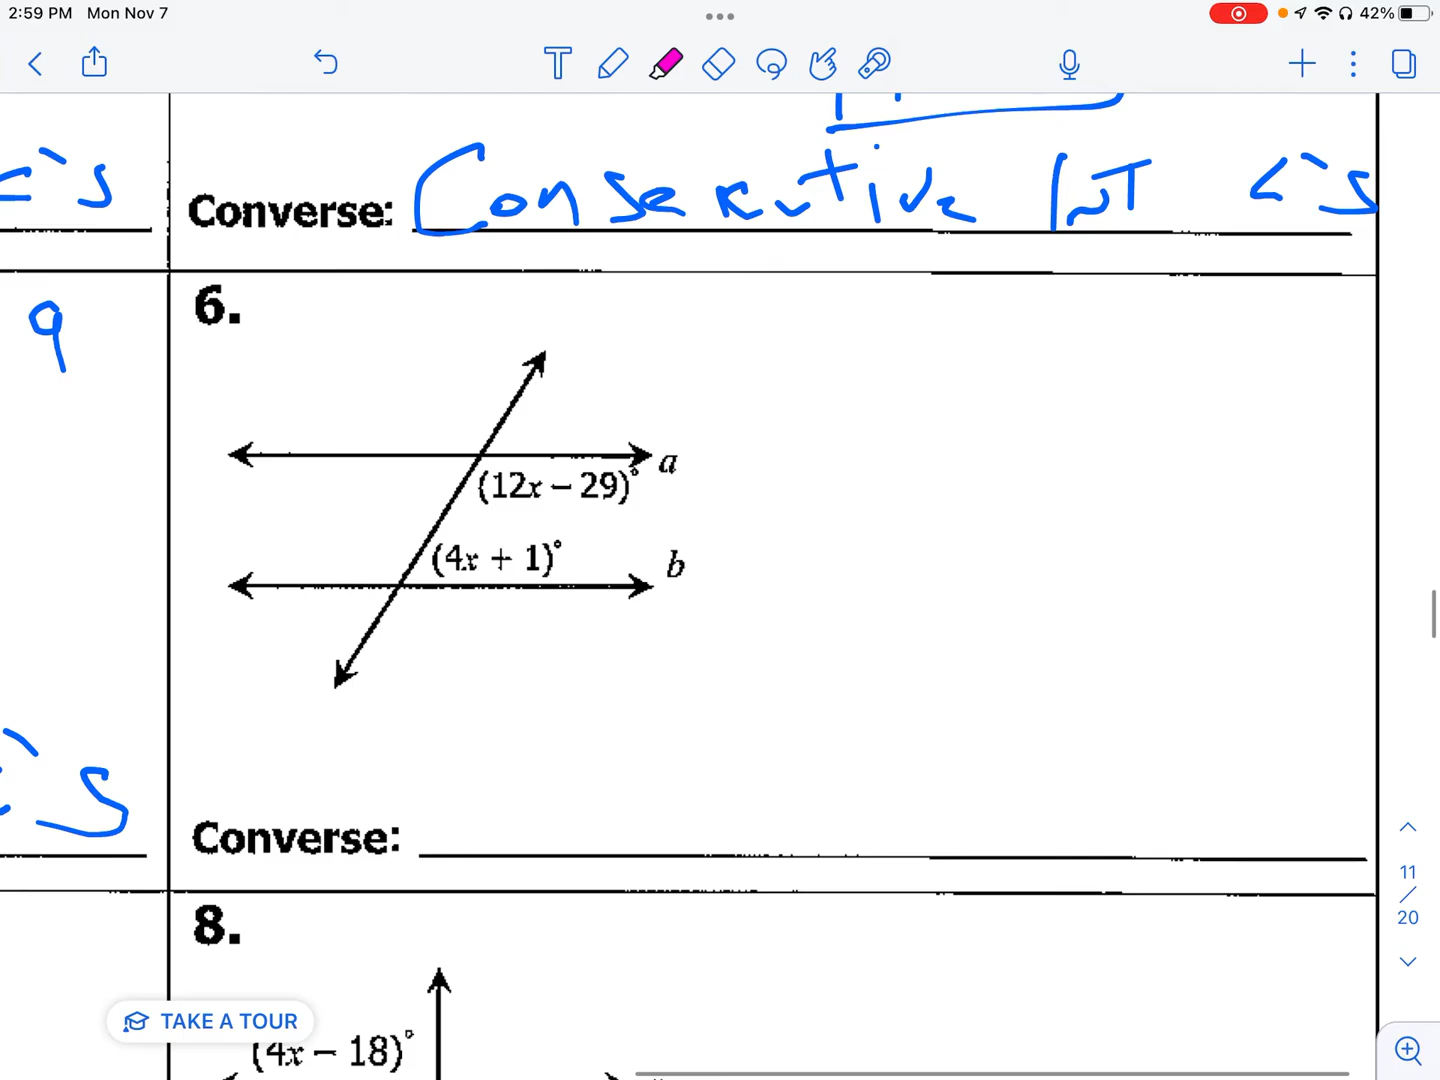 2:59 PM Mon Nov 7
42%
<'s
Converse: Consecutive INT <'s
9
6.
(12x − 29)° a
(4x + 1)° b
's
Converse:
11
/
20
8.
TAKE A TOUR
(4x − 18)°